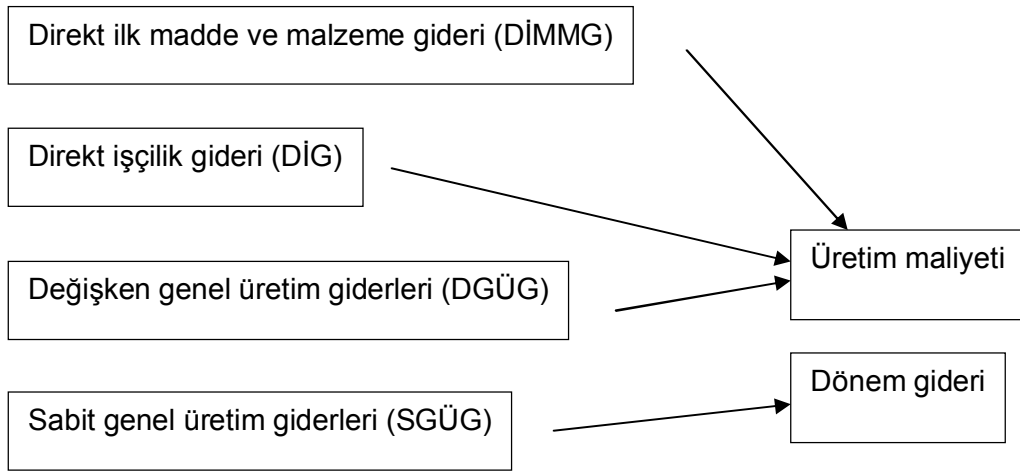 Direkt ilk madde ve malzeme gideri (DİMMG)
Direkt işçilik gideri (DİG)
Üretim maliyeti
Değişken genel üretim giderleri (DGÜG)
Dönem gideri
Sabit genel üretim giderleri (SGÜG)